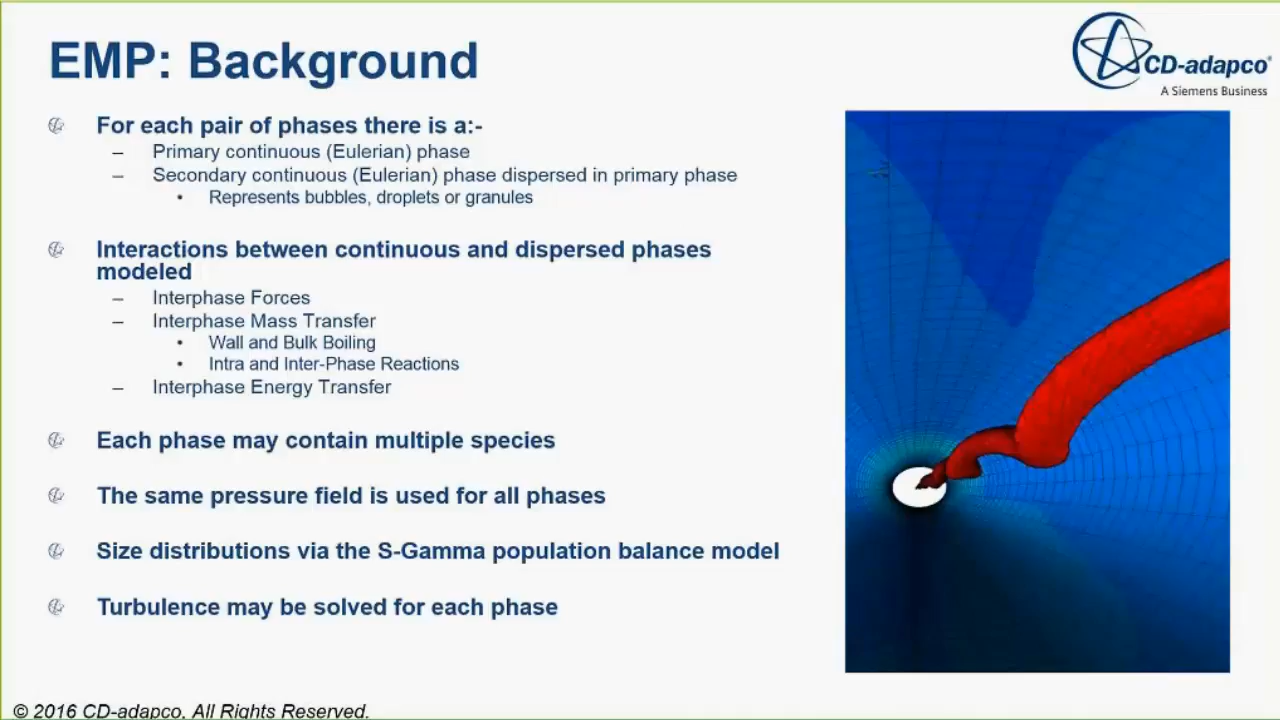 EMP: Background
CD-adapco®
A Siemens Business
For each pair of phases there is a:-
– Primary continuous (Eulerian) phase
– Secondary continuous (Eulerian) phase dispersed in primary phase
• Represents bubbles, droplets or granules
Interactions between continuous and dispersed phases
modeled
– Interphase Forces
– Interphase Mass Transfer
• Wall and Bulk Boiling
• Intra and Inter-Phase Reactions
– Interphase Energy Transfer
Each phase may contain multiple species
The same pressure field is used for all phases
Size distributions via the S-Gamma population balance model
Turbulence may be solved for each phase
© 2016 CD-adapco. All Rights Reserved.